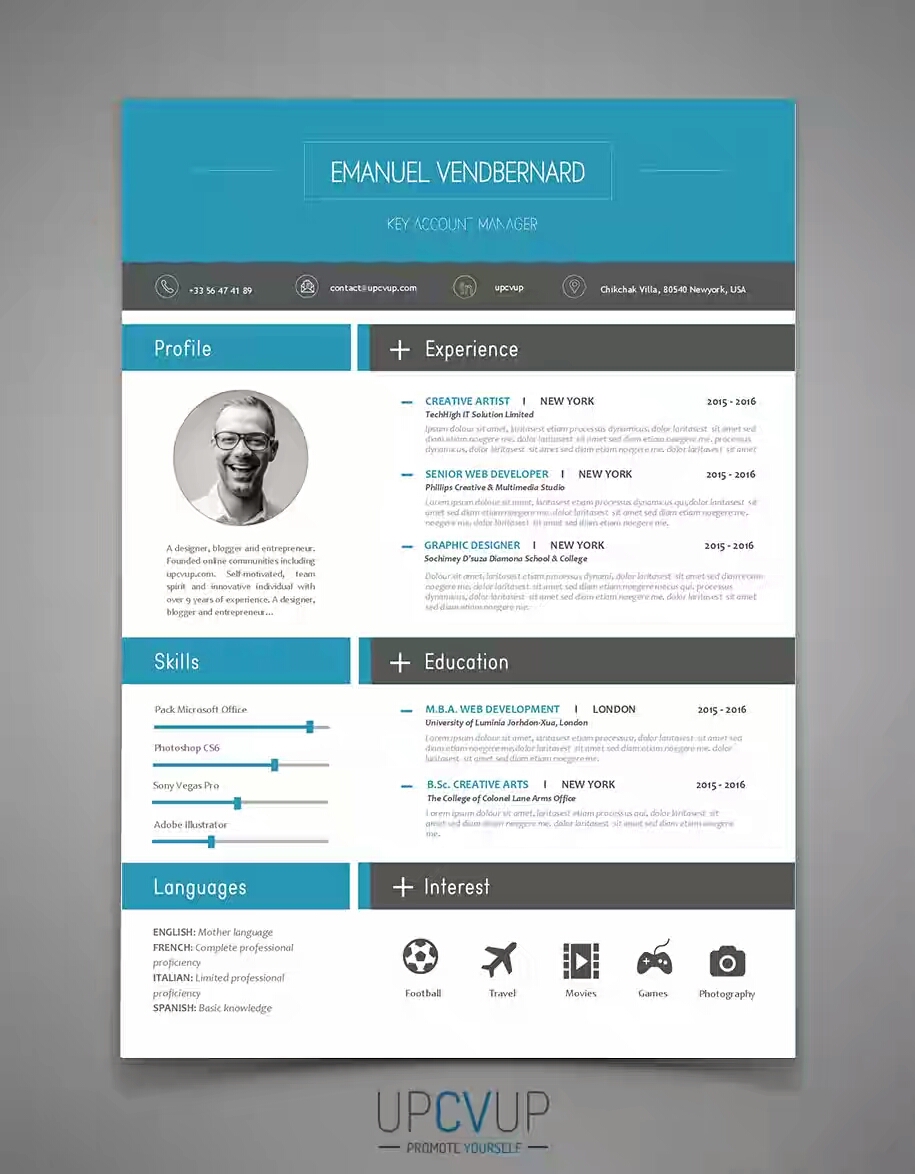 EMANUEL VENDBERNARD
KEY ACCOUNT MANAGER
+33 56 47 41 89
contact@upcvup.com
in
upcvup
Chikchak Villa, 80540 Newyork, USA
Profile
A designer, blogger and entrepreneur.
Founded online communities including
upcvup.com. Self-motivated, team
spirit and innovative individual with
over 9 years of experience. A designer,
blogger and entrepreneur...
Skills
Pack Microsoft Office
Photoshop CS6
Sony Vegas Pro
Adobe illustrator
Languages
ENGLISH: Mother language
FRENCH: Complete professional
proficiency
ITALIAN: Limited professional
proficiency
SPANISH: Basic knowledge
+ Experience
CREATIVE ARTIST I NEW YORK 2015 - 2016
TechHigh IT Solution Limited
Ipsum dolour sit amet, laritasest etiam processus dynamicus, dolor laritasest sit amet sed
diam etiam noegere me. dolor laritasest sit amet sed diam etiam noegere me, processus
dynamicus, dolor laritasest sit amet sed diam etiam noegere me. dolor laritasest sit amet
SENIOR WEB DEVELOPER I NEW YORK 2015 - 2016
Phillips Creative & Multimedia Studio
Lorem ipsum dolour sit amet, laritasest etiam processus dynamicus qui,dolor laritasest sit
amet sed diam etiam noegere me. dolor laritasest sit amet sed diam etiam noegere me.
noegere me, dolor laritasest sit amet sed diam etiam noegere me.
GRAPHIC DESIGNER I NEW YORK 2015 - 2016
Sochimey D'suza Diamona School & College
Dolour sit amet, laritasest etiam processus dynami, dolor laritasest sit amet sed diam
noegere me, dolor laritasest sit amet sed diam etiam noegere qui. processus
dynamicus, dolor laritasest sit amet sed diam etiam noegere me. dolor laritasest sit amet
sed diam etiam noegere me.
+ Education
M.B.A. WEB DEVELOPMENT I LONDON 2015 - 2016
University of Luminia Jorhdon-Xua, London
Lorem ipsum dolour sit amet, laritasest etiam processus, dolor laritasest sit amet sed
diam etiam noegere me,dolor laritasest sit amet sed diam etiam noegere me, dolor
laritasest sit amet sed diam etiam noegere me.
B.Sc. CREATIVE ARTS I NEW YORK 2015 - 2016
The College of Colonel Lane Arms Office
Lorem ipsum dolour sit amet, laritasest etiam processus qui, dolor laritasest sit
amet sed diam etiam noegere me, dolor laritasest sit amet sed diam etiam noegere
me.
+ Interest
Football
Travel
Movies
Games
Photography
UPCVUP
PROMOTE YOURSELF